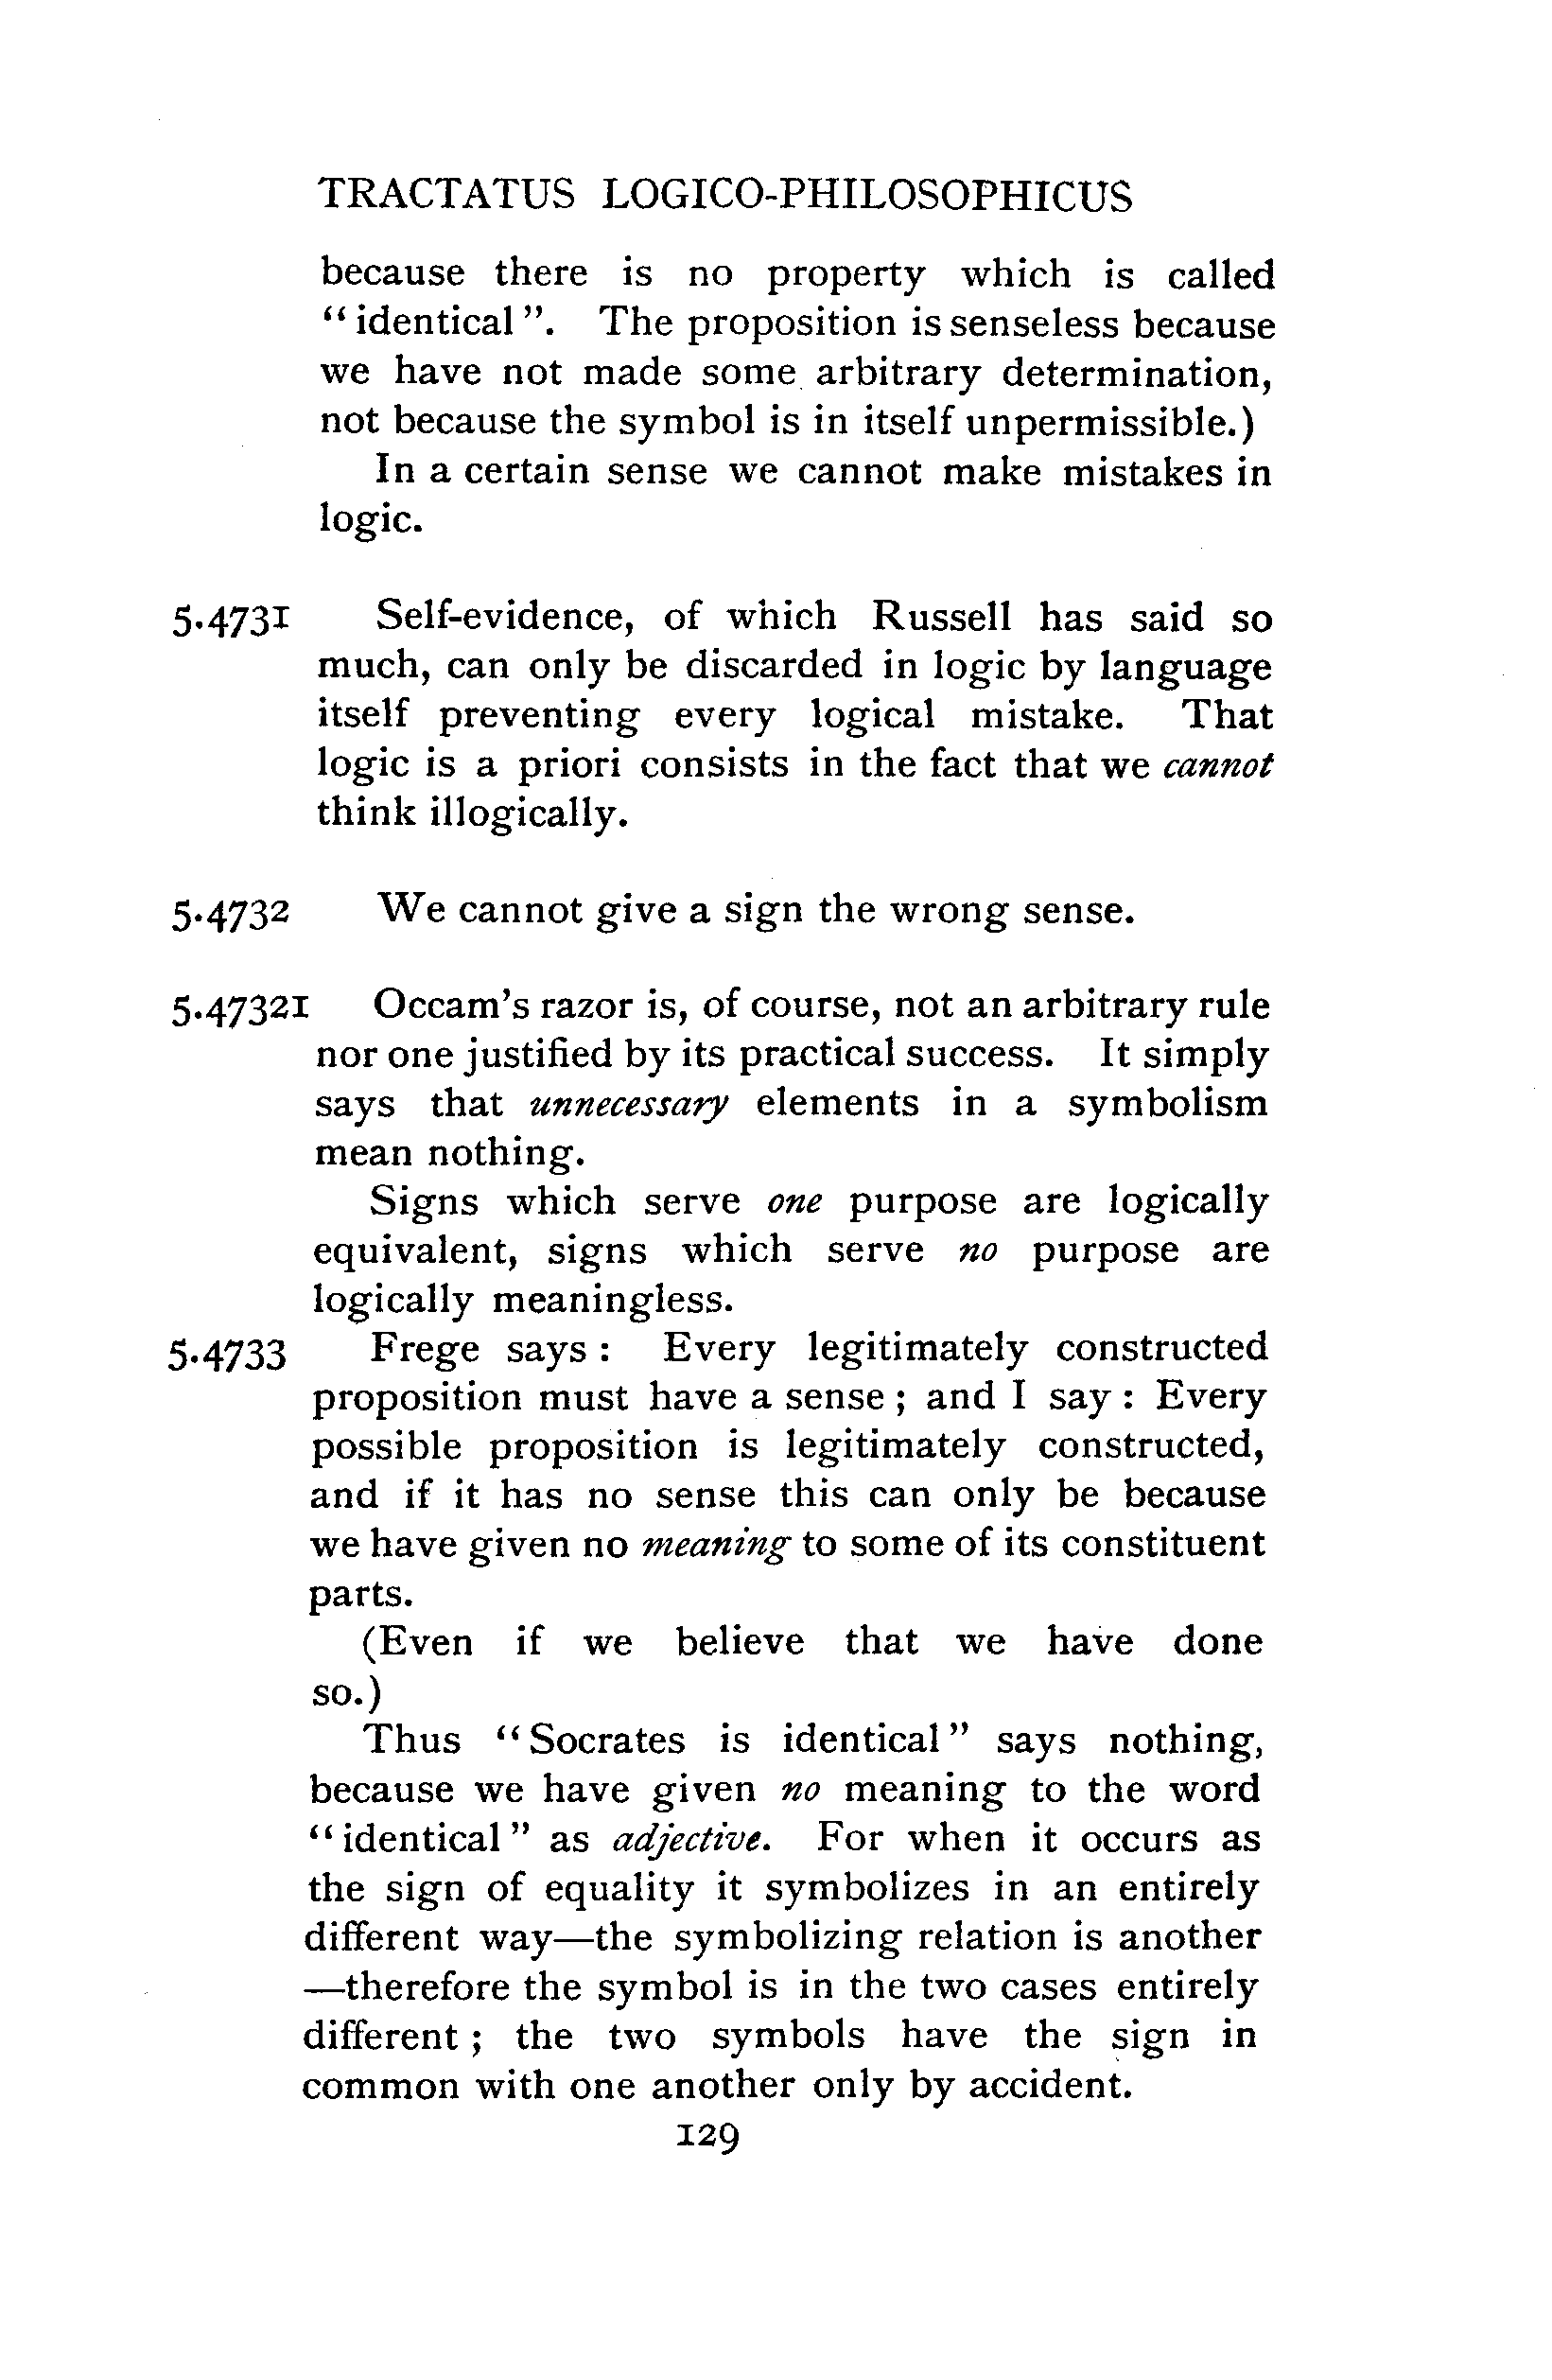 TRACTATUS LOGICO-PHILOSOPHICUS
because there is no property which is called
“identical”. The proposition is senseless because
we have not made some arbitrary determination,
not because the symbol is in itself unpermissible.)
In a certain sense we cannot make mistakes in
logic.
5·4731 Self-evidence, of which Russell has said so
much, can only be discarded in logic by language
itself preventing every logical mistake. That
logic is a priori consists in the fact that we cannot
think illogically.
5·4732 We cannot give a sign the wrong sense.
5·47321 Occam’s razor is, of course, not an arbitrary rule
nor one justified by its practical success. It simply
says that unnecessary elements in a symbolism
mean nothing.
Signs which serve one purpose are logically
equivalent, signs which serve no purpose are
logically meaningless.
5·4733 Frege says : Every legitimately constructed
proposition must have a sense ; and I say : Every
possible proposition is legitimately constructed,
and if it has no sense this can only be because
we have given no meaning to some of its constituent
parts.
(Even if we believe that we have done
so.)
Thus “Socrates is identical” says nothing,
because we have given no meaning to the word
“identical” as adjective. For when it occurs as
the sign of equality it symbolizes in an entirely
different way—the symbolizing relation is another
—therefore the symbol is in the two cases entirely
different ; the two symbols have the sign in
common with one another only by accident.
129